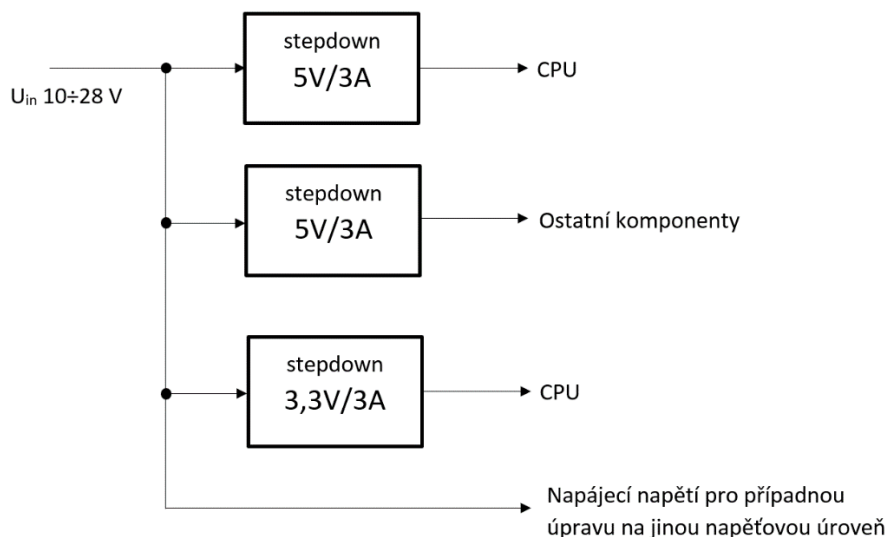 stepdown
5V/3A
CPU
Uin 10÷28 V
stepdown
5V/3A
Ostatní komponenty
stepdown
3,3V/3A
CPU
Napájecí napětí pro případnou
úpravu na jinou napěťovou úroveň